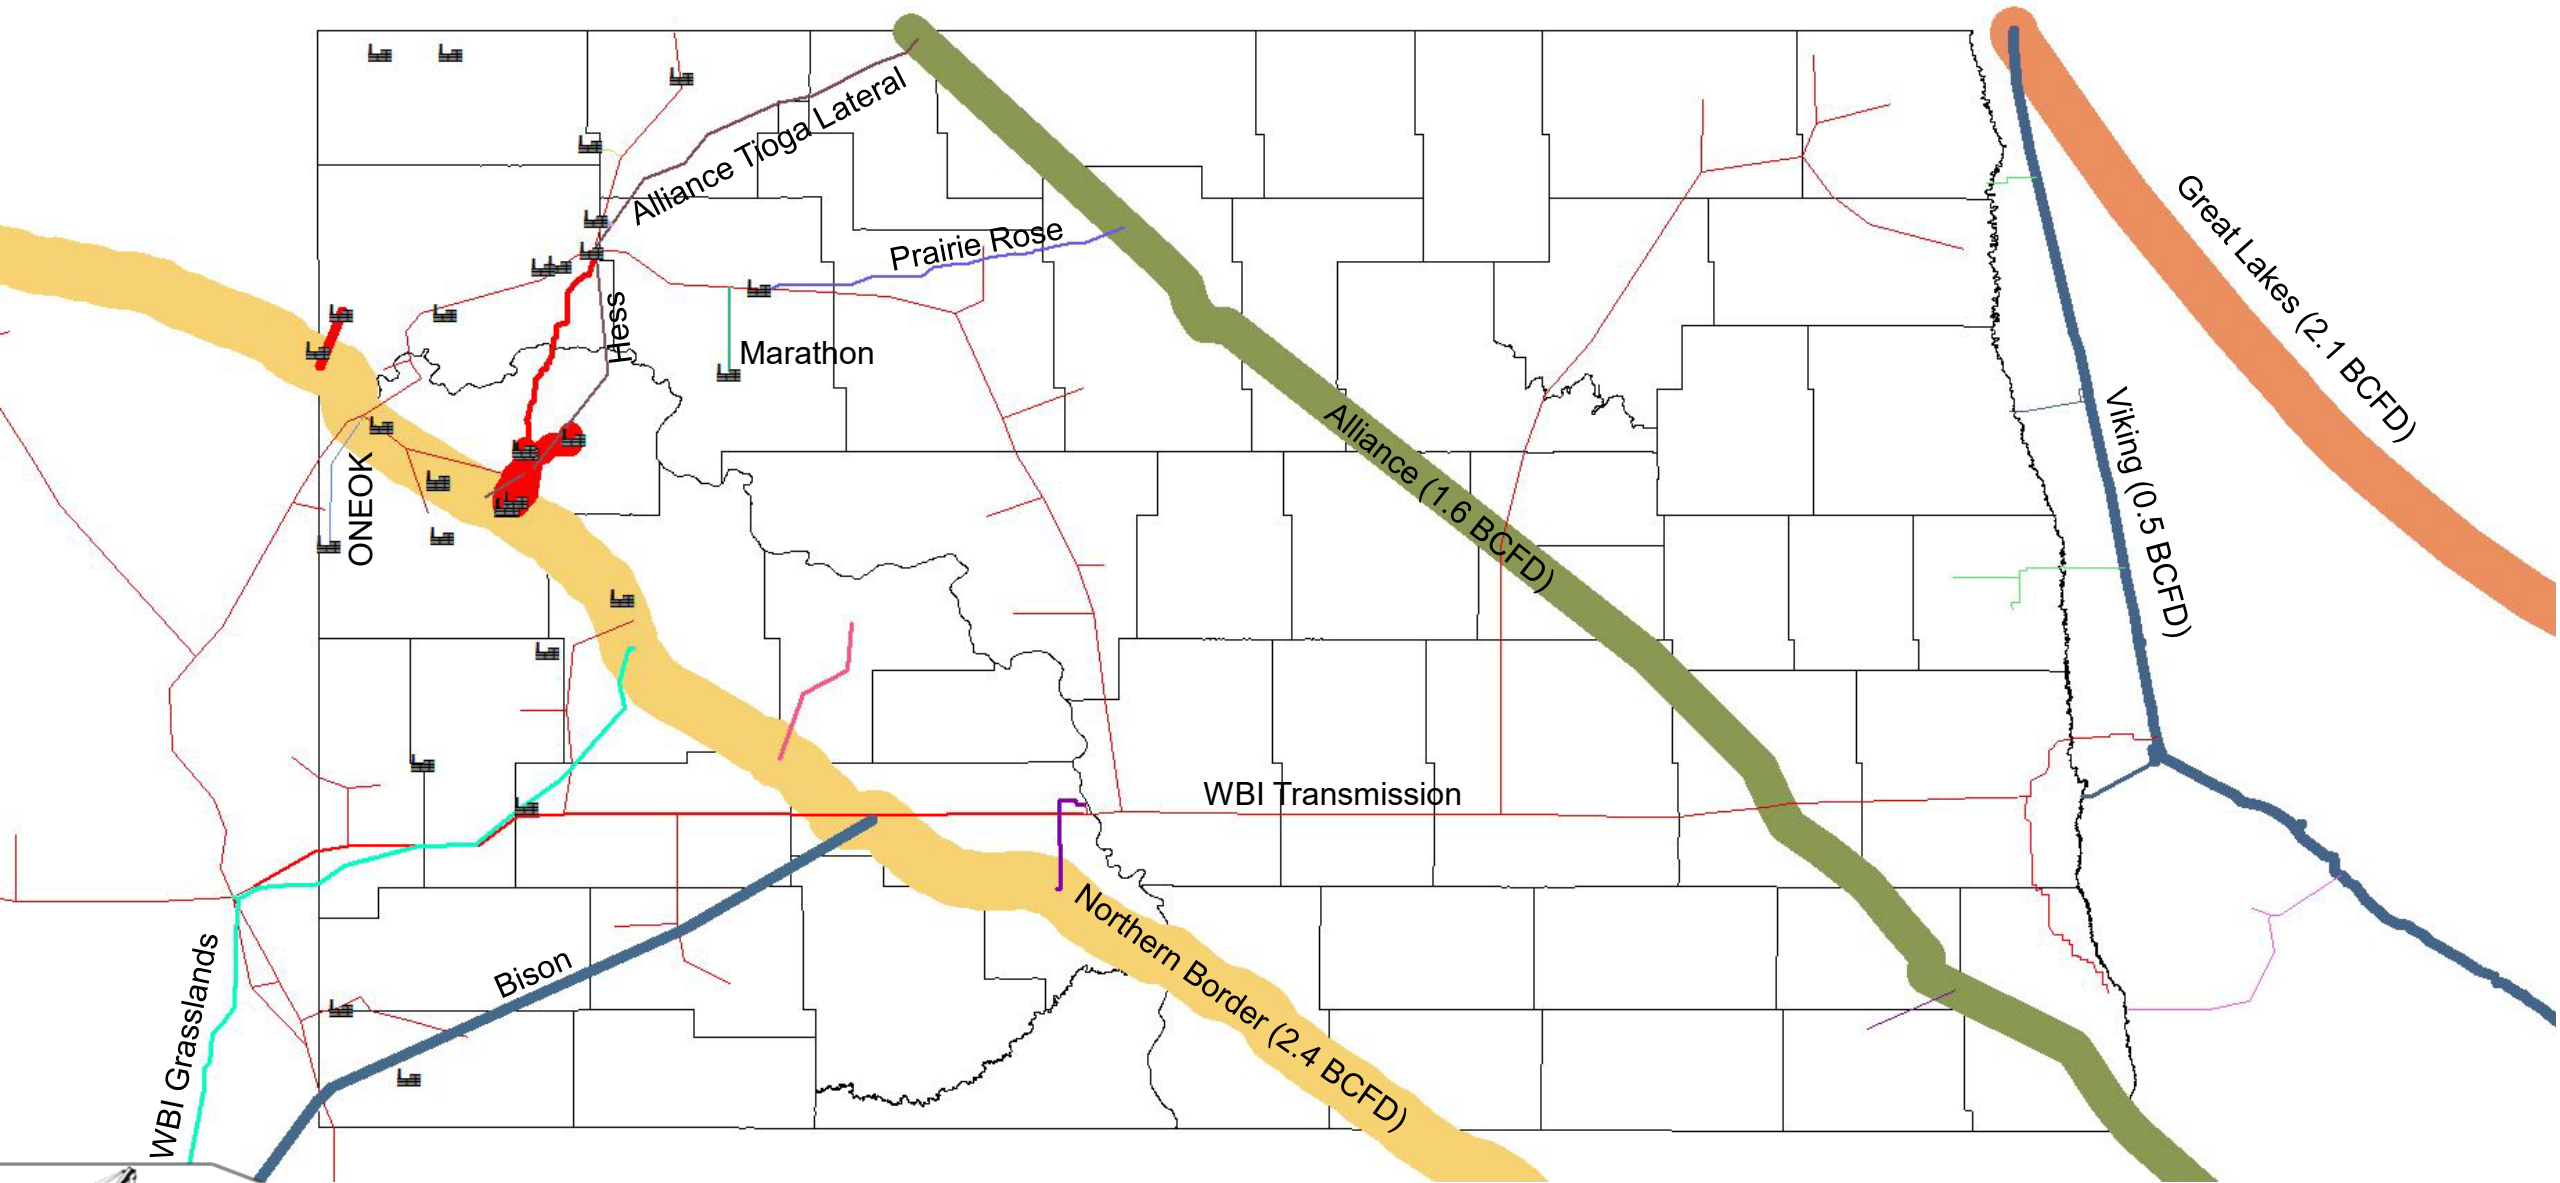 Alliance Tioga Lateral
Prairie Rose
Great Lakes (2.1 BCFD)
Hess
Marathon
Viking (0.5 BCFD)
Alliance (1.6 BCFD)
ONEOK
WBI Transmission
Northern Border (2.4 BCFD)
Bison
WBI Grasslands